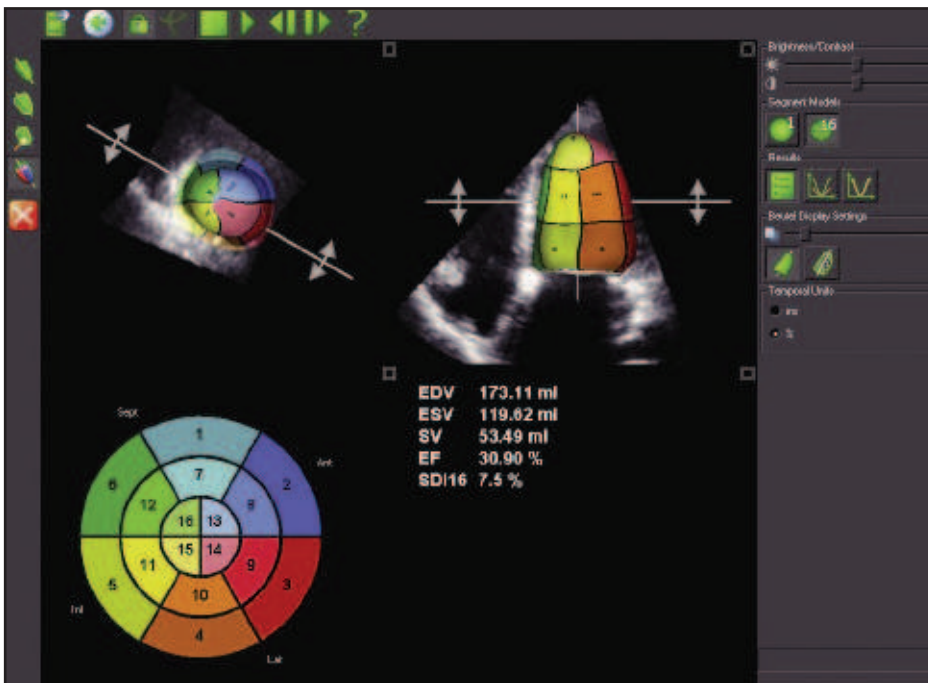 ?
Brightness/Contrast
Segment Models
1
16
Results
Beutel Display Settings
Temporal Units
ms
%
EDV 173.11 ml
ESV 119.62 ml
SV 53.49 ml
EF 30.90 %
SDI16 7.5 %
Sept
Ant
Inf
Lat
1
2
3
4
5
6
7
8
9
10
11
12
13
14
15
16